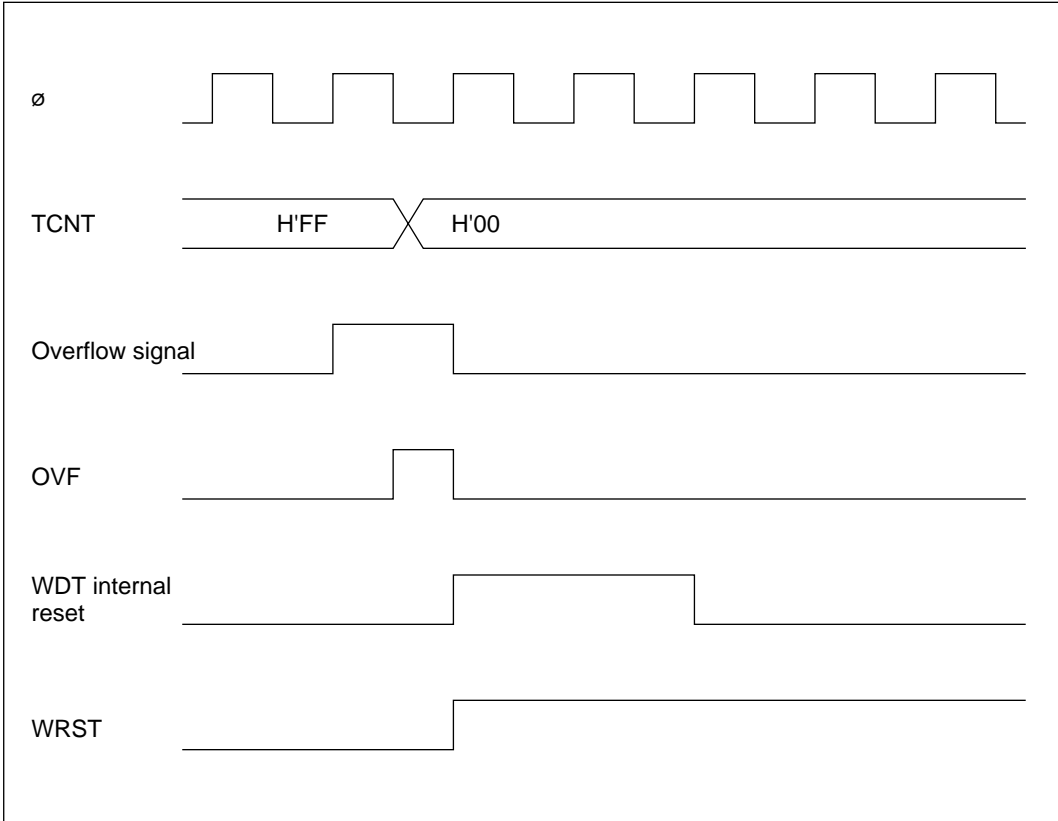 ø
TCNT
H'FF
H'00
Overflow signal
OVF
WDT internal
reset
WRST